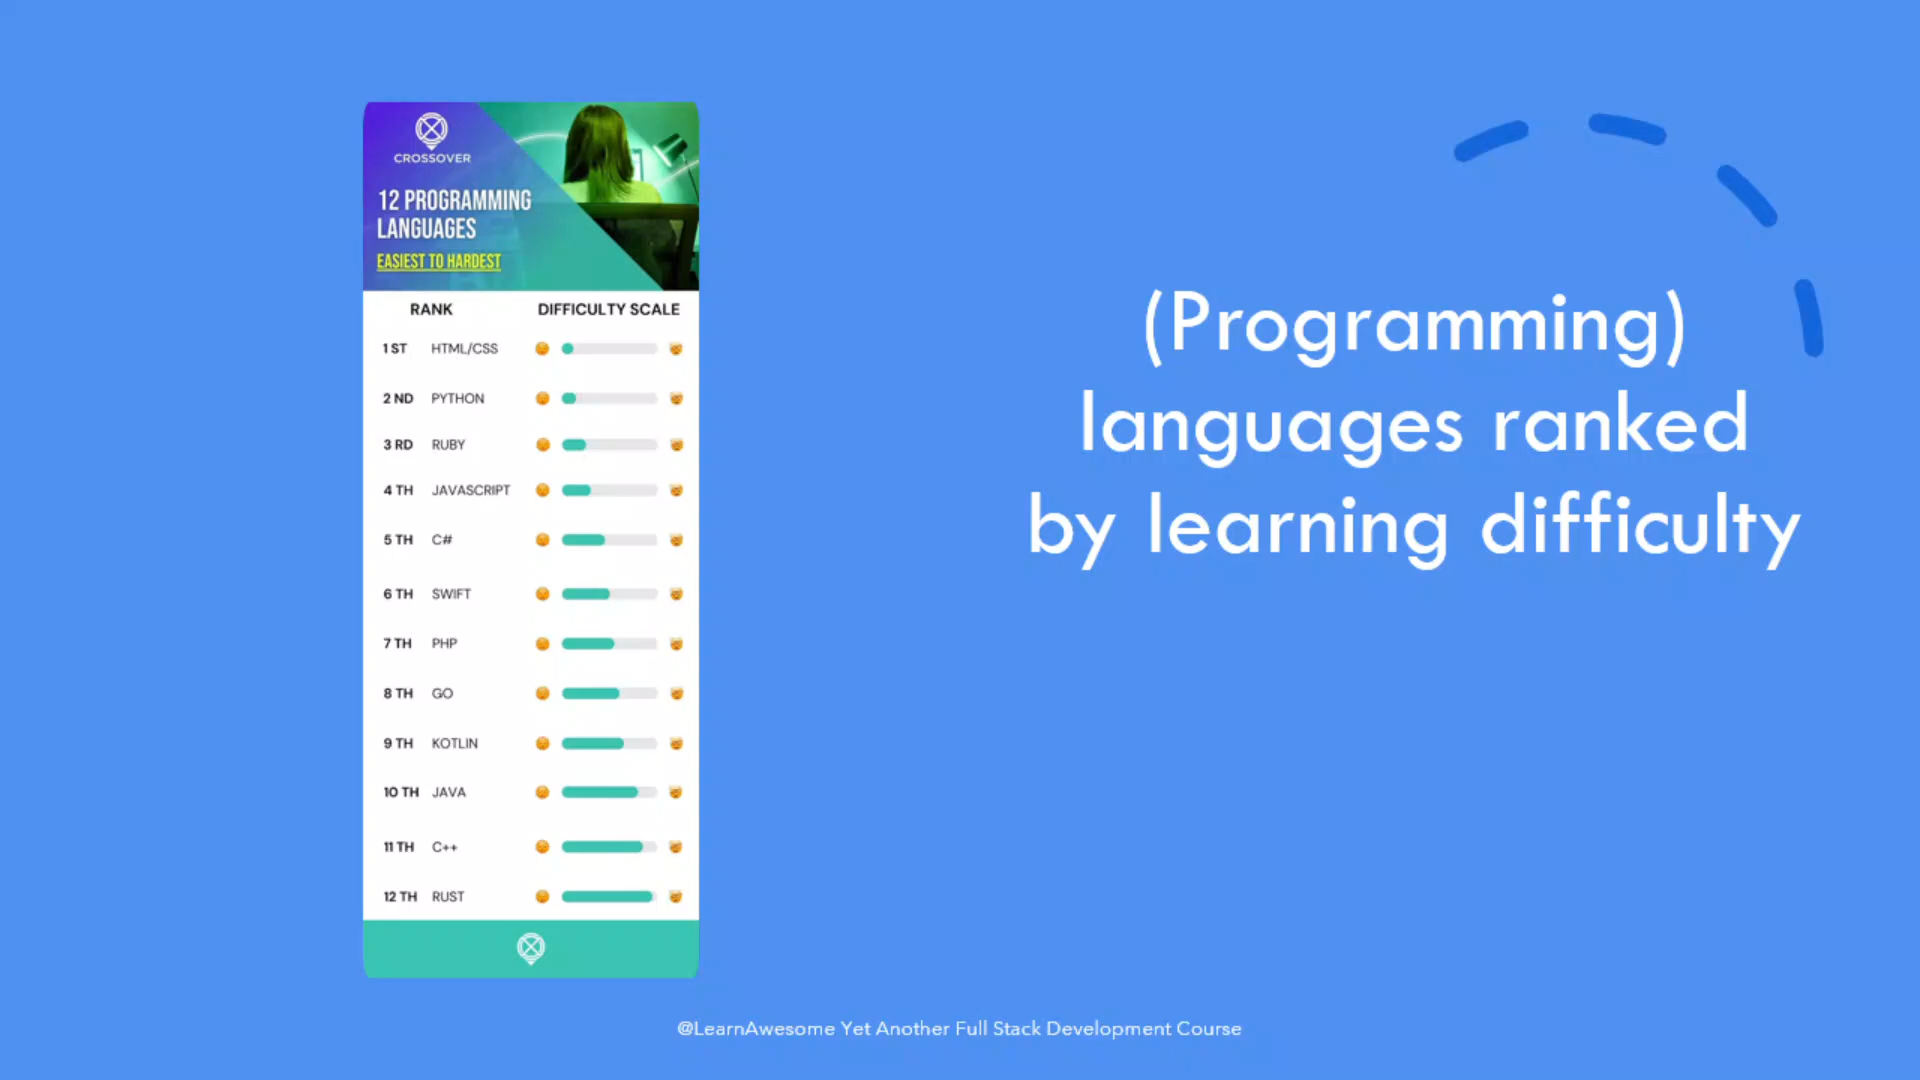 CROSSOVER
12 PROGRAMMING
LANGUAGES
EASIEST TO HARDEST
RANK DIFFICULTY SCALE
1 ST HTML/CSS
2 ND PYTHON
3 RD RUBY
4 TH JAVASCRIPT
5 TH C#
6 TH SWIFT
7 TH PHP
8 TH GO
9 TH KOTLIN
10 TH JAVA
11 TH C++
12 TH RUST
(Programming)
languages ranked
by learning difficulty
@LearnAwesome Yet Another Full Stack Development Course